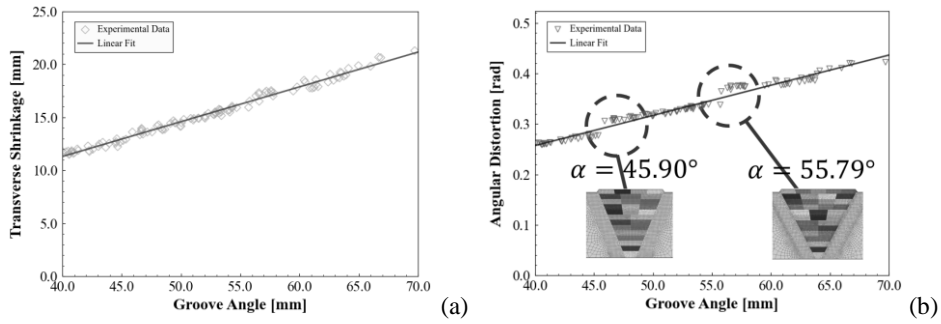 25.0
20.0
15.0
10.0
5.0
0.0
Transverse Shrinkage [mm]
Experimental Data
Linear Fit
40.0 45.0 50.0 55.0 60.0 65.0 70.0
Groove Angle [mm]
(a)
0.5
0.4
0.3
0.2
0.1
0.0
Angular Distortion [rad]
Experimental Data
Linear Fit
α = 45.90°
α = 55.79°
40.0 45.0 50.0 55.0 60.0 65.0 70.0
Groove Angle [mm]
(b)